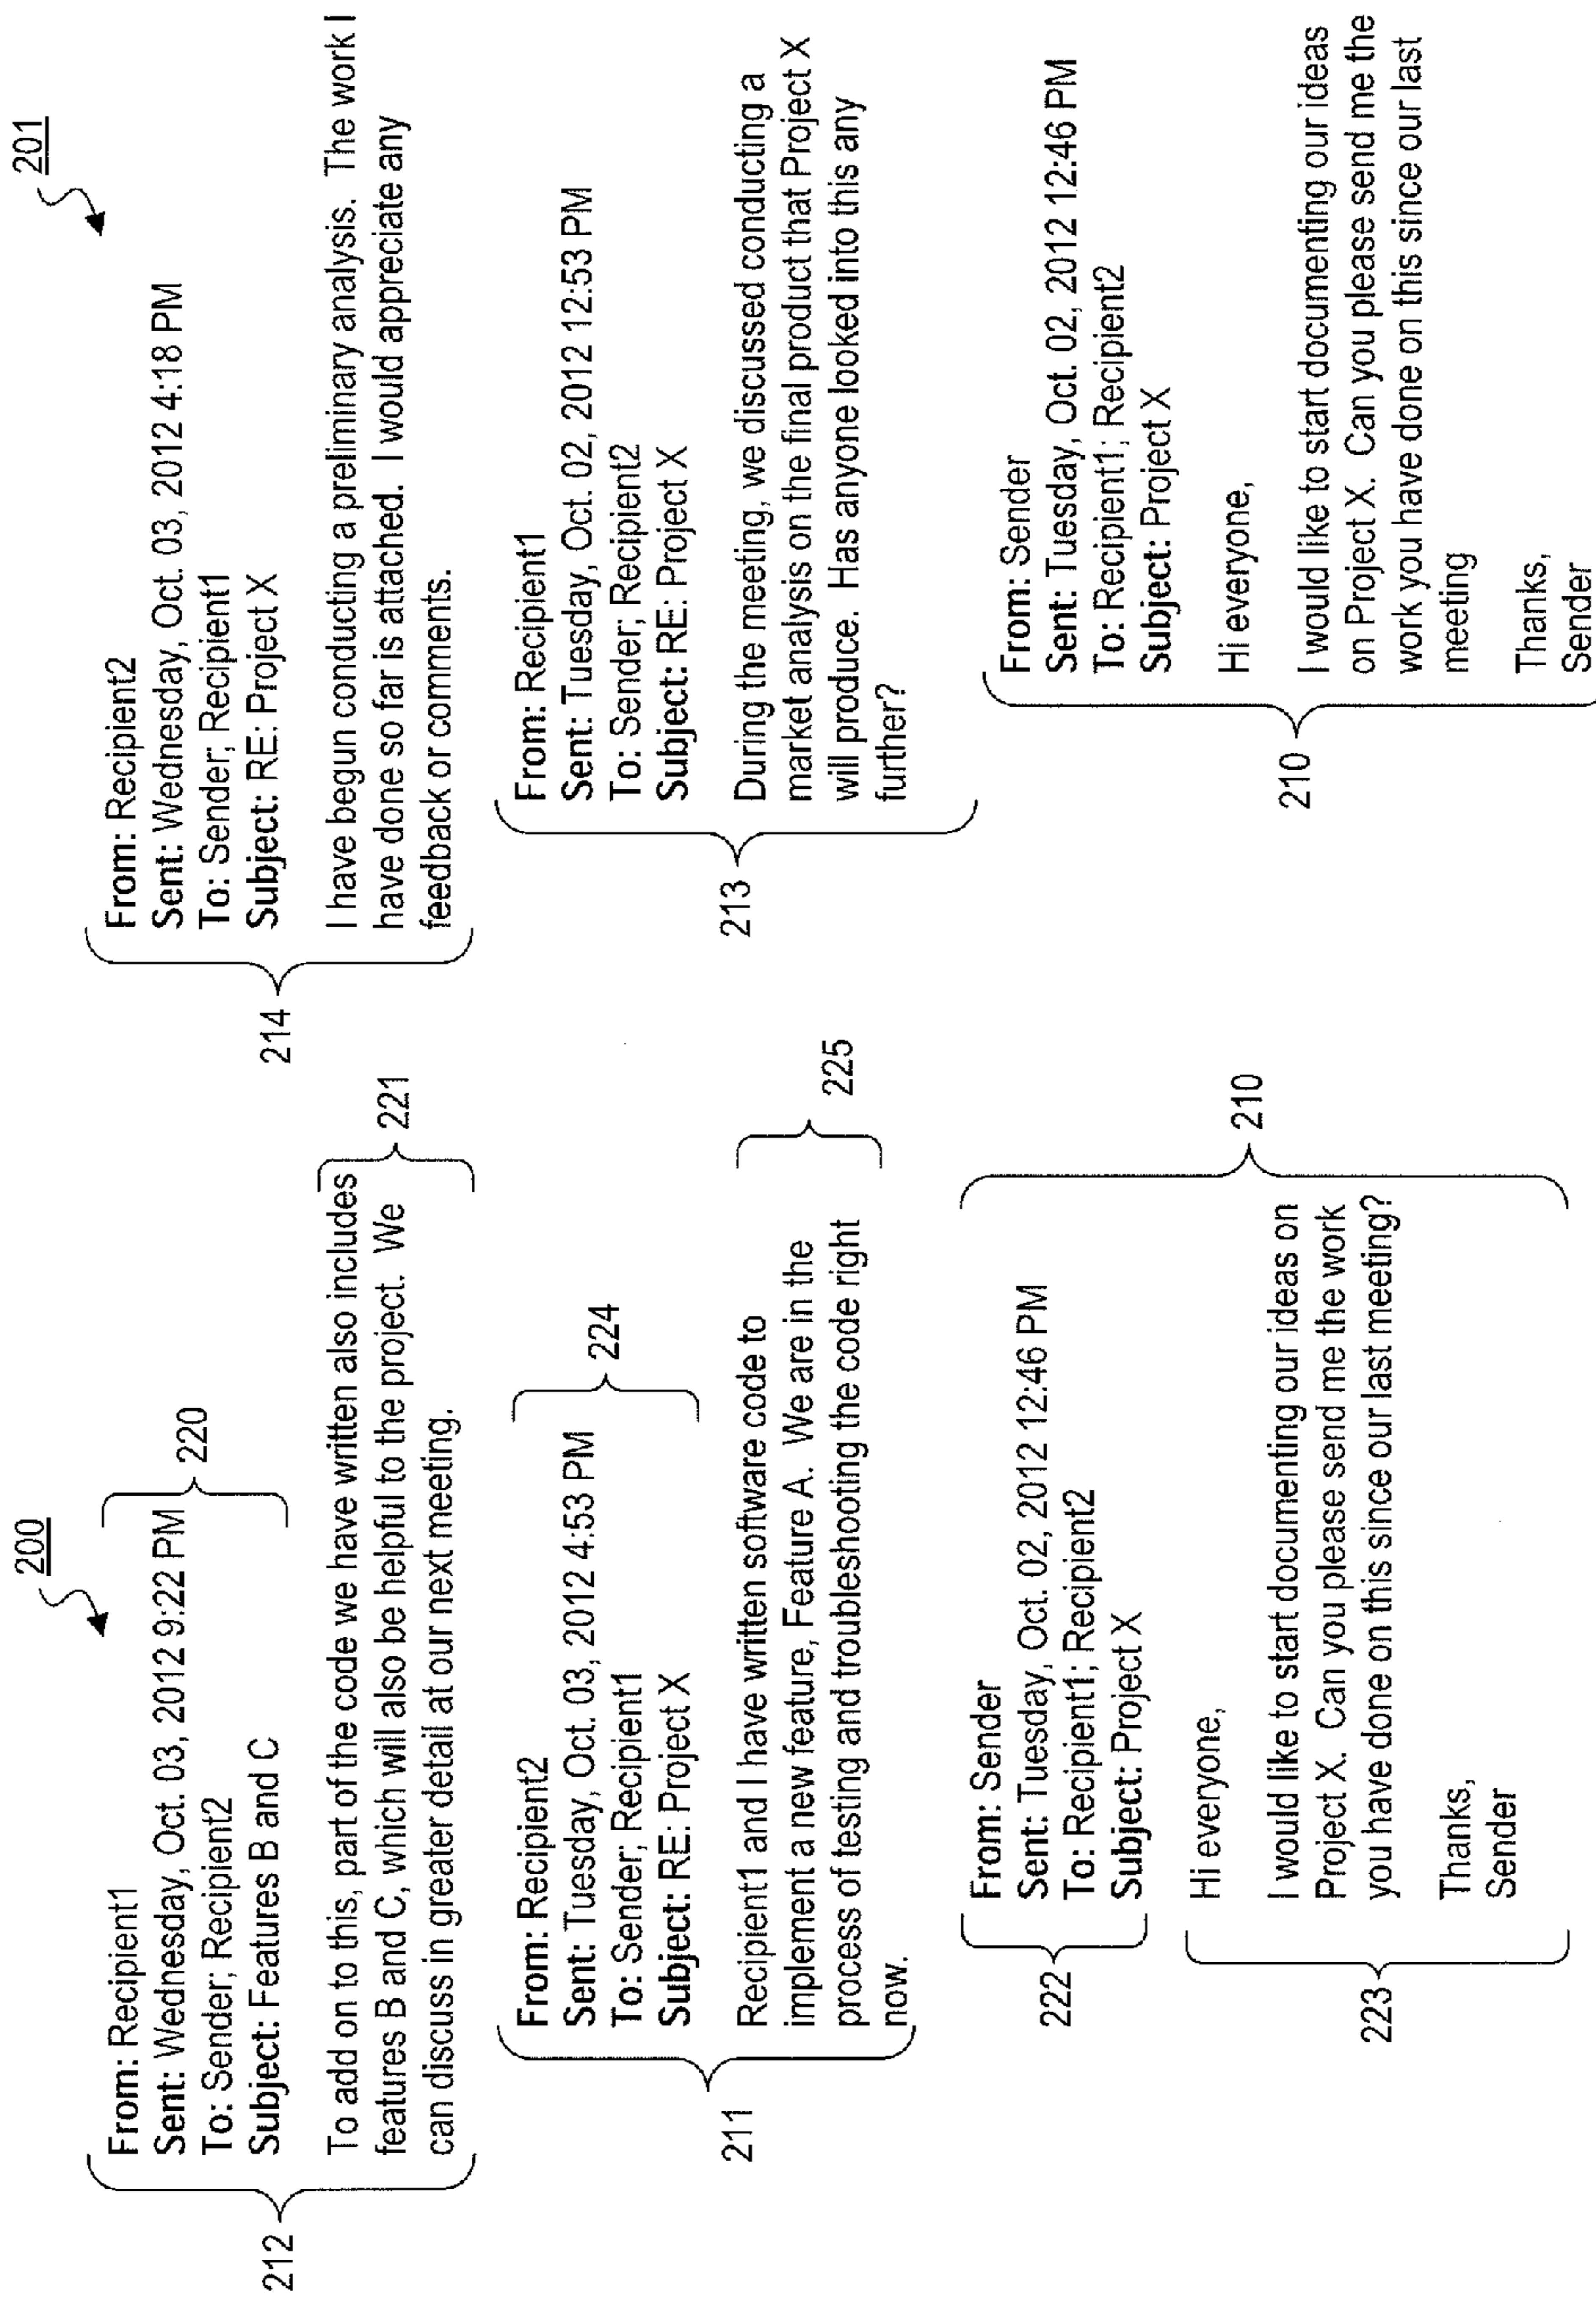 200
From: Recipient1
Sent: Wednesday, Oct. 03, 2012 9:22 PM
To: Sender; Recipient2
Subject: Features B and C
220
To add on to this, part of the code we have written also includes
features B and C, which will also be helpful to the project. We
can discuss in greater detail at our next meeting.
221
212
From: Recipient2
Sent: Tuesday, Oct. 03, 2012 4:53 PM
To: Sender; Recipient1
Subject: RE: Project X
224
Recipient1 and I have written software code to
implement a new feature, Feature A. We are in the
process of testing and troubleshooting the code right
now.
225
211
From: Sender
Sent: Tuesday, Oct. 02, 2012 12:46 PM
To: Recipient1; Recipient2
Subject: Project X
222
Hi everyone,
I would like to start documenting our ideas on
Project X. Can you please send me the work
you have done on this since our last meeting?
Thanks,
Sender
223
210
201
From: Recipient2
Sent: Wednesday, Oct. 03, 2012 4:18 PM
To: Sender; Recipient1
Subject: RE: Project X
I have begun conducting a preliminary analysis. The work I
have done so far is attached. I would appreciate any
feedback or comments.
214
From: Recipient1
Sent: Tuesday, Oct. 02, 2012 12:53 PM
To: Sender; Recipient2
Subject: RE: Project X
During the meeting, we discussed conducting a
market analysis on the final product that Project X
will produce. Has anyone looked into this any
further?
213
From: Sender
Sent: Tuesday, Oct. 02, 2012 12:46 PM
To: Recipient1; Recipient2
Subject: Project X
Hi everyone,
I would like to start documenting our ideas
on Project X. Can you please send me the
work you have done on this since our last
meeting
Thanks,
Sender
210